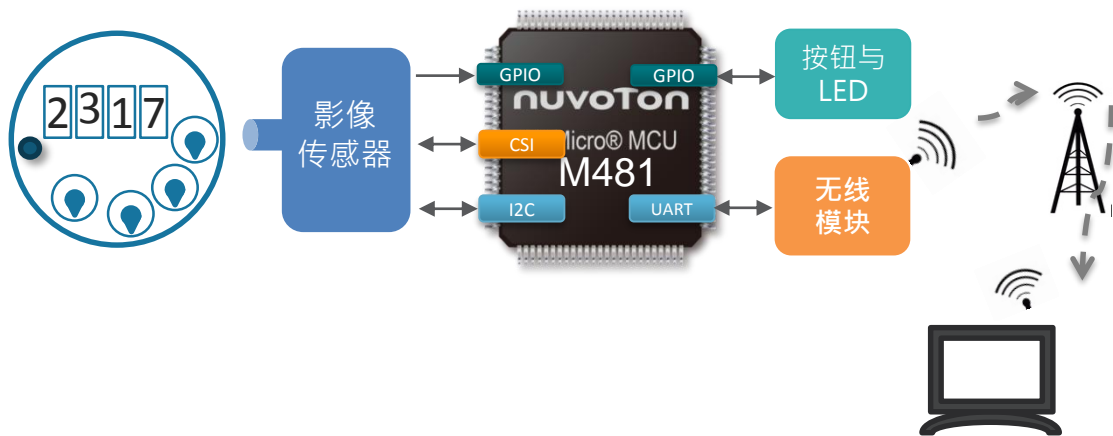 2317
影像
传感器
GPIO
GPIO
nuvoTon
Micro® MCU
CSI
M481
I2C
UART
按钮与
LED
无线
模块